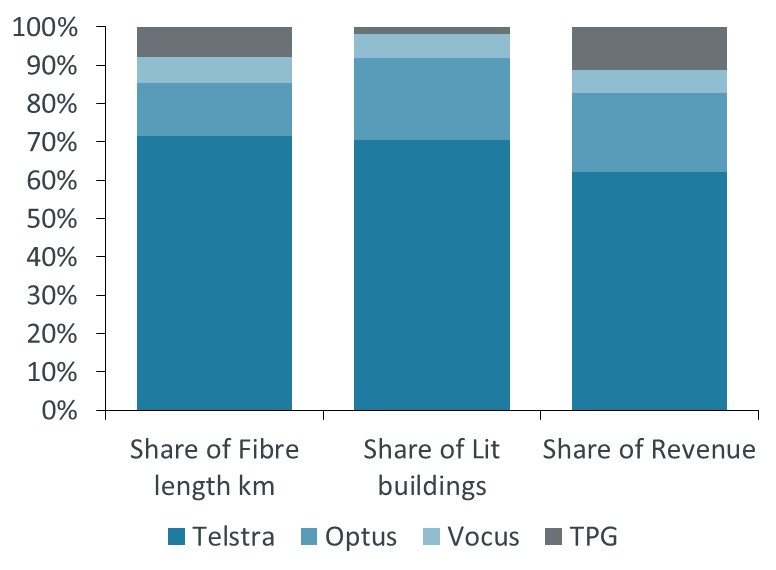 100%
90%
80%
70%
60%
50%
40%
30%
20%
10%
0%
Share of Fibre
length km
Share of Lit
buildings
Share of Revenue
Telstra Optus Vocus TPG